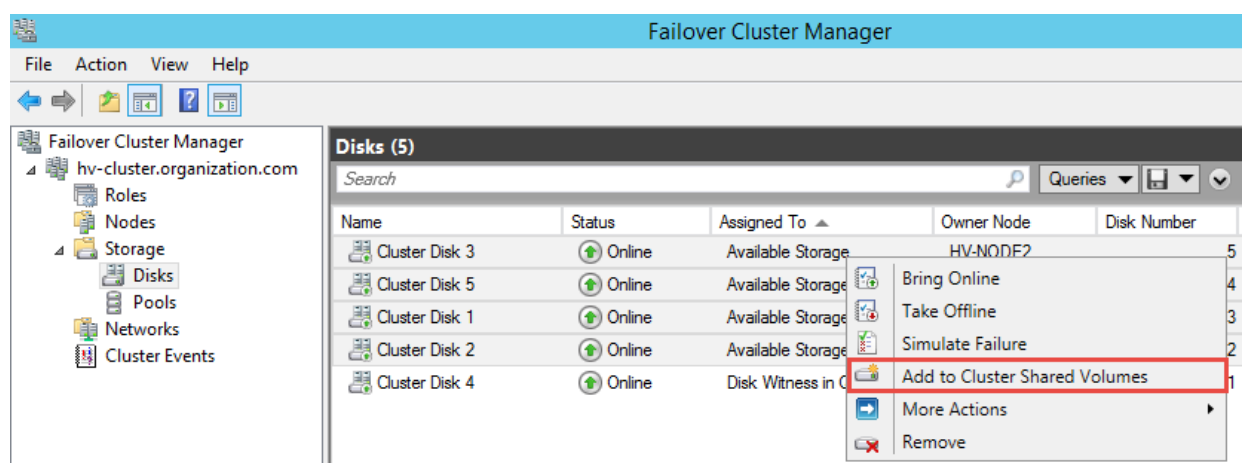 Failover Cluster Manager
File Action View Help
Failover Cluster Manager
hv-cluster.organization.com
Roles
Nodes
Storage
Disks
Pools
Networks
Cluster Events
Disks (5)
Search Queries
Name Status Assigned To Owner Node Disk Number
Cluster Disk 3 Online Available Storage HV-NODE2 5
Cluster Disk 5 Online Available Storage 4
Cluster Disk 1 Online Available Storage 3
Cluster Disk 2 Online Available Storage 2
Cluster Disk 4 Online Disk Witness in 1
Bring Online
Take Offline
Simulate Failure
Add to Cluster Shared Volumes
More Actions
Remove